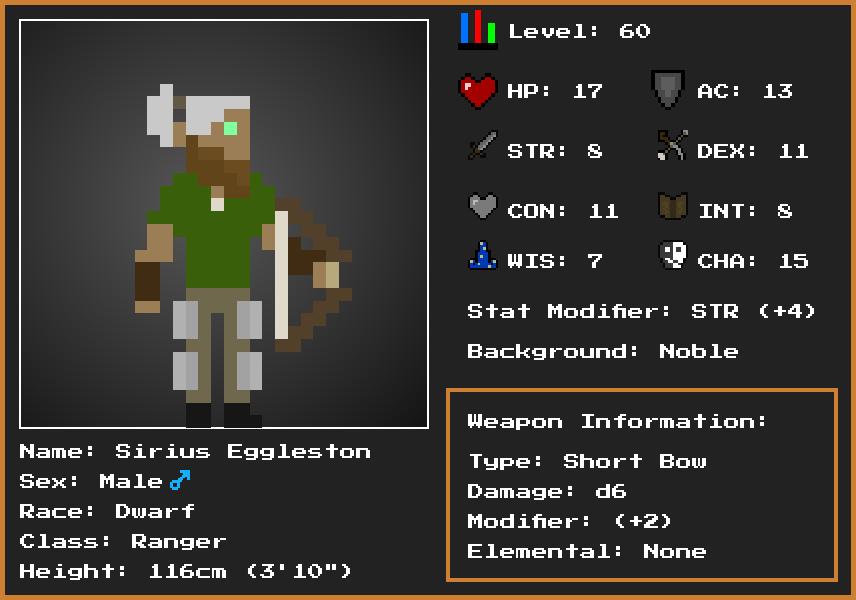 Level: 60
HP: 17
AC: 13
STR: 8
DEX: 11
CON: 11
INT: 8
WIS: 7
CHA: 15
Stat Modifier: STR (+4)
Background: Noble
Weapon Information:
Type: Short Bow
Damage: d6
Modifier: (+2)
Elemental: None
Name: Sirius Eggleston
Sex: Male ♂
Race: Dwarf
Class: Ranger
Height: 116cm (3'10")